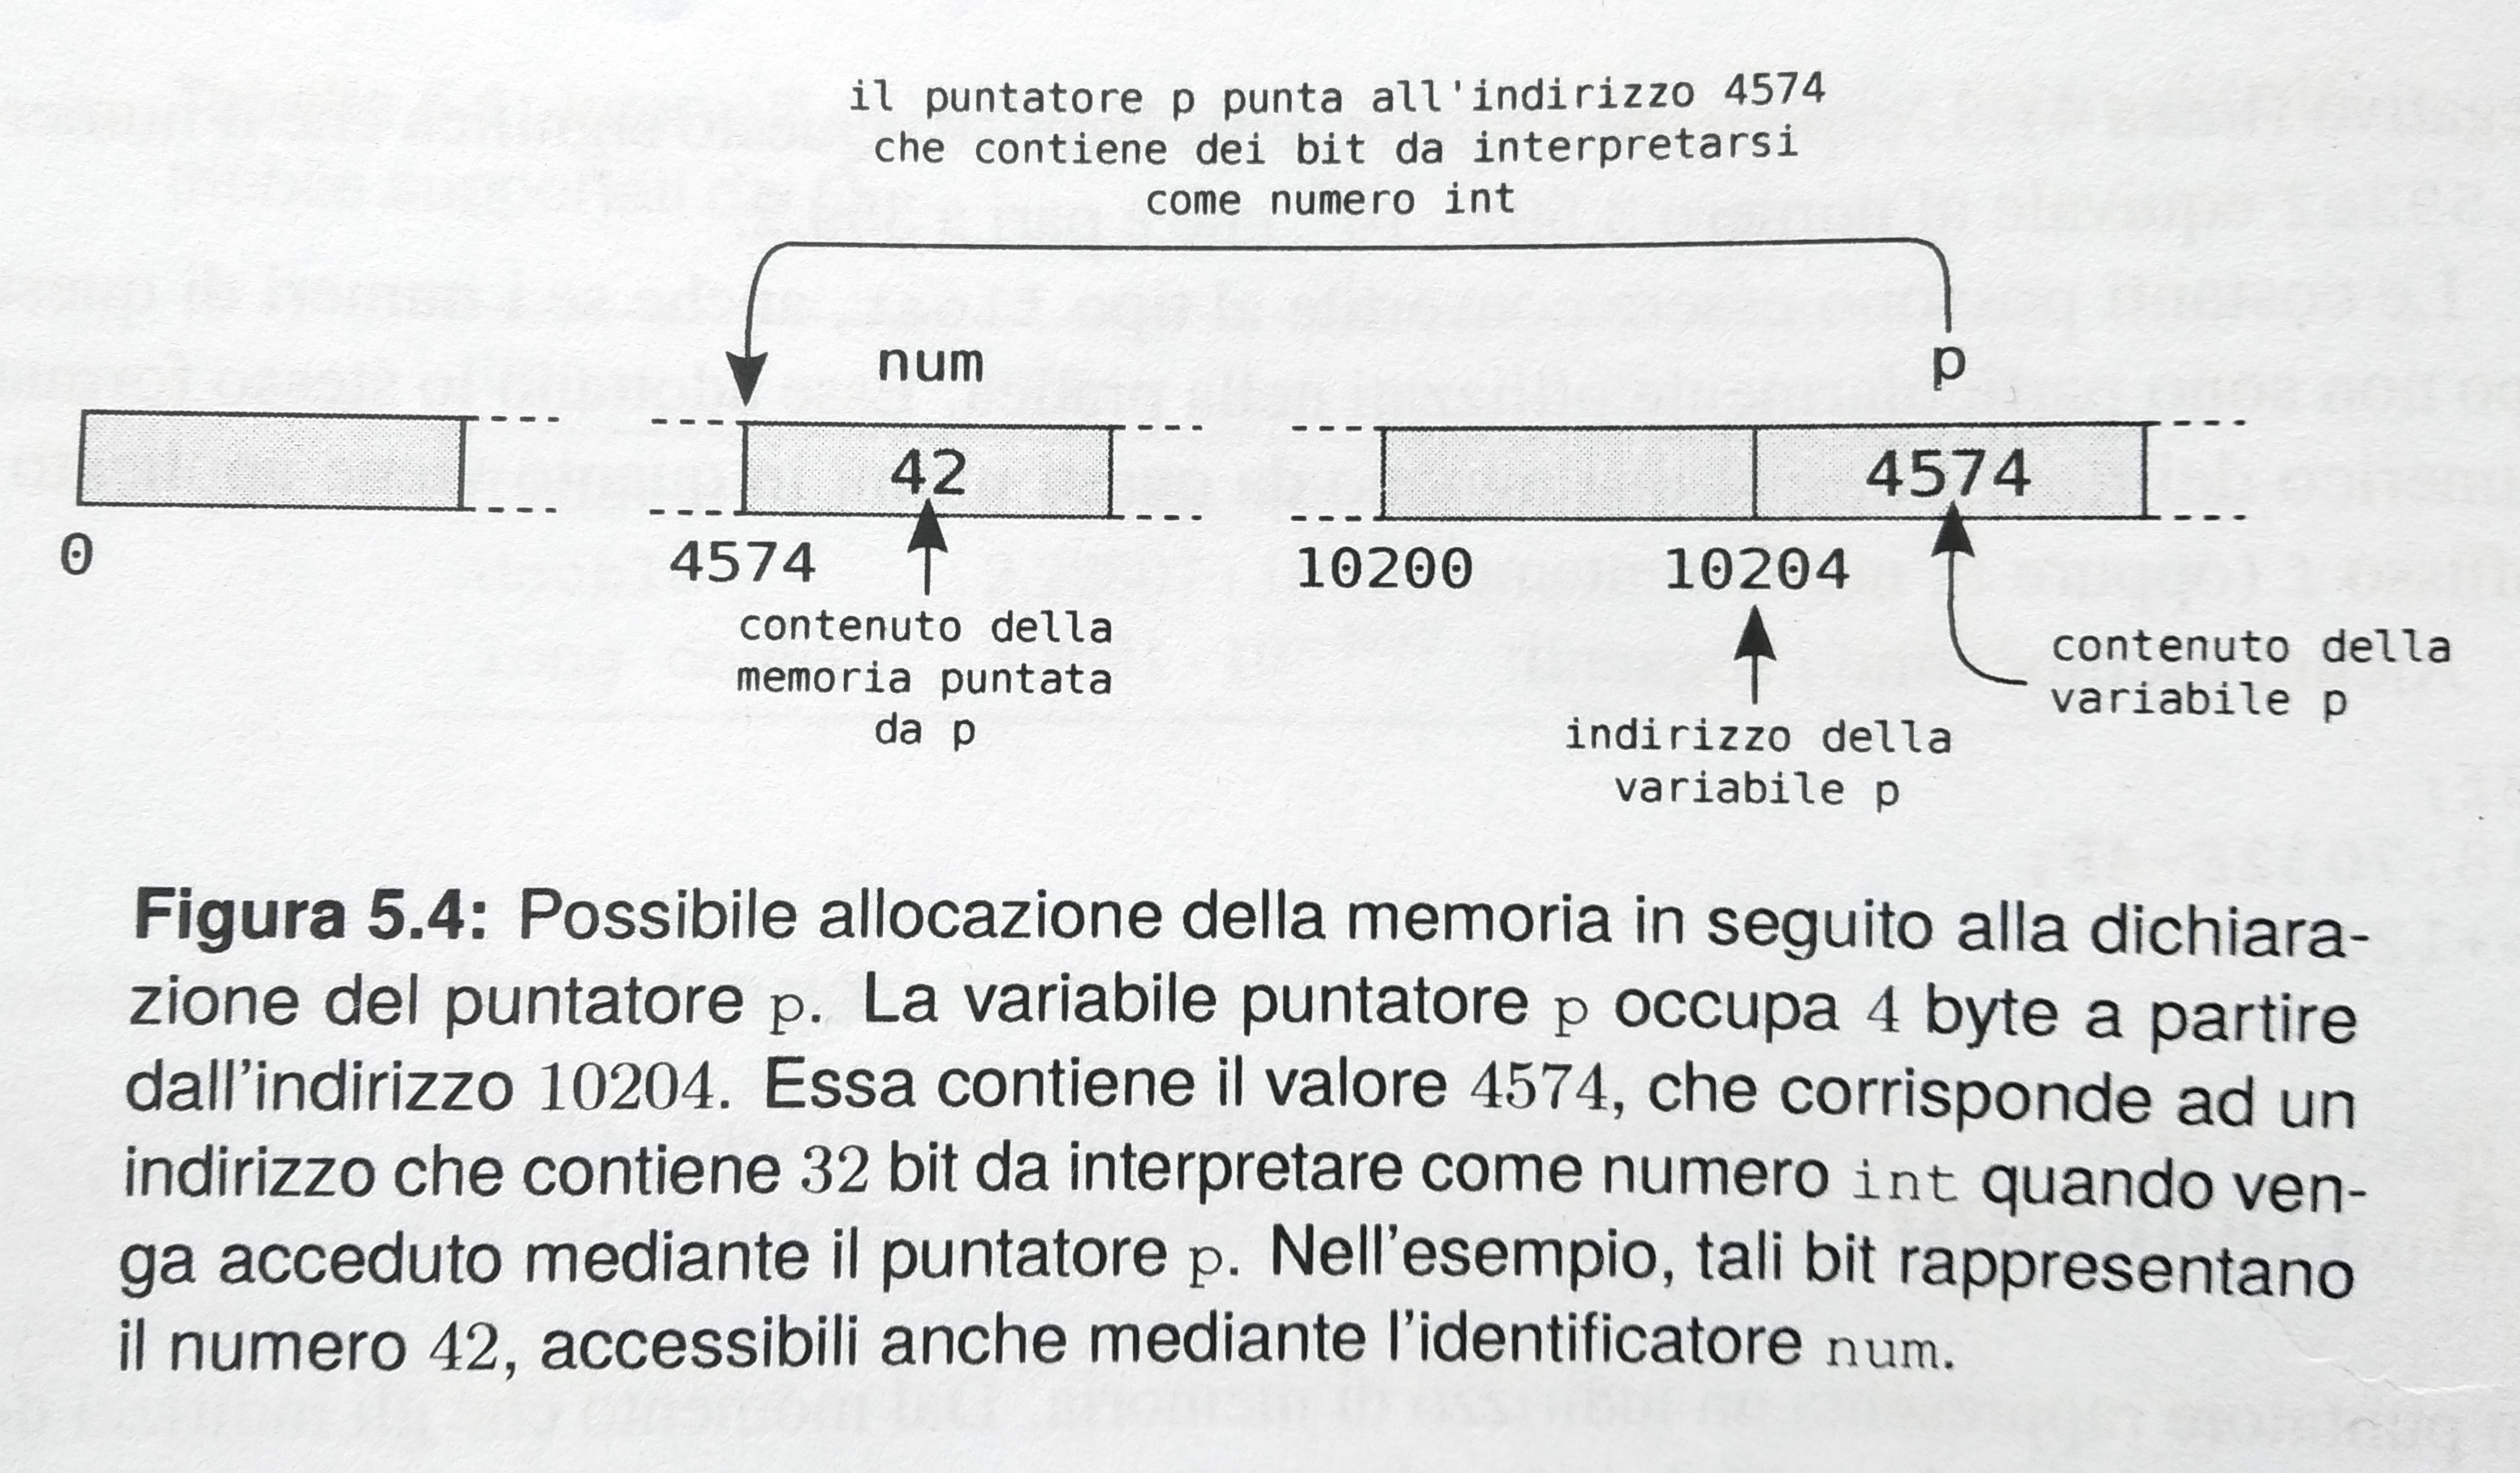 il puntatore p punta all'indirizzo 4574
che contiene dei bit da interpretarsi
come numero int
num
p
42
4574
0
4574
10200
10204
contenuto della
memoria puntata
da p
contenuto della
variabile p
indirizzo della
variabile p
Figura 5.4: Possibile allocazione della memoria in seguito alla dichiara-
zione del puntatore p. La variabile puntatore p occupa 4 byte a partire
dall'indirizzo 10204. Essa contiene il valore 4574, che corrisponde ad un
indirizzo che contiene 32 bit da interpretare come numero int quando ven-
ga acceduto mediante il puntatore p. Nell'esempio, tali bit rappresentano
il numero 42, accessibili anche mediante l'identificatore num.